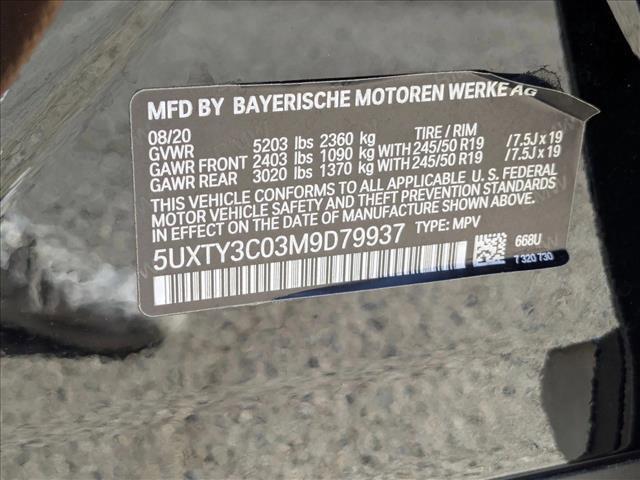 MFD BY BAYERISCHE MOTOREN WERKE AG
08/20
GVWR 5203 lbs 2360 kg TIRE / RIM
GAWR FRONT 2403 lbs 1090 kg WITH 245/50 R19 /7.5J x 19
GAWR REAR 3020 lbs 1370 kg WITH 245/50 R19 /7.5J x 19
THIS VEHICLE CONFORMS TO ALL APPLICABLE U. S. FEDERAL
MOTOR VEHICLE SAFETY AND THEFT PREVENTION STANDARDS
IN EFFECT ON THE DATE OF MANUFACTURE SHOWN ABOVE.
5UXTY3C03M9D79937 TYPE: MPV
668U
7 320 730